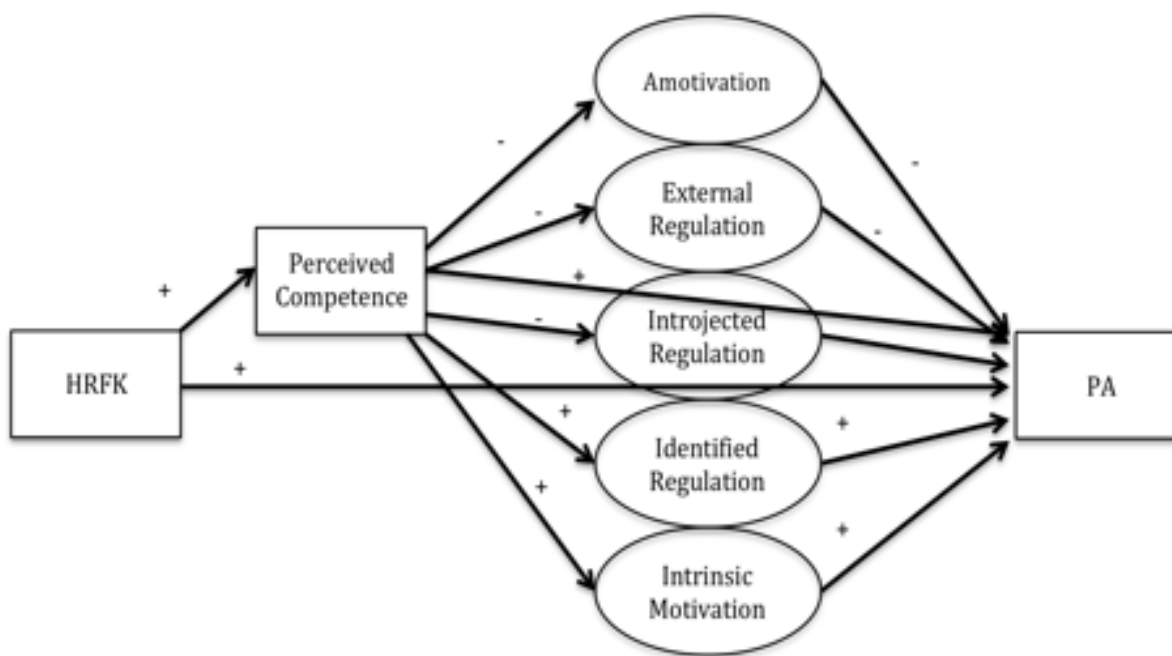 Amotivation
-
-
External
Regulation
-
-
Perceived
Competence
+
+
-
Introjected
Regulation
HRFK
+
PA
+
+
Identified
Regulation
+
+
Intrinsic
Motivation